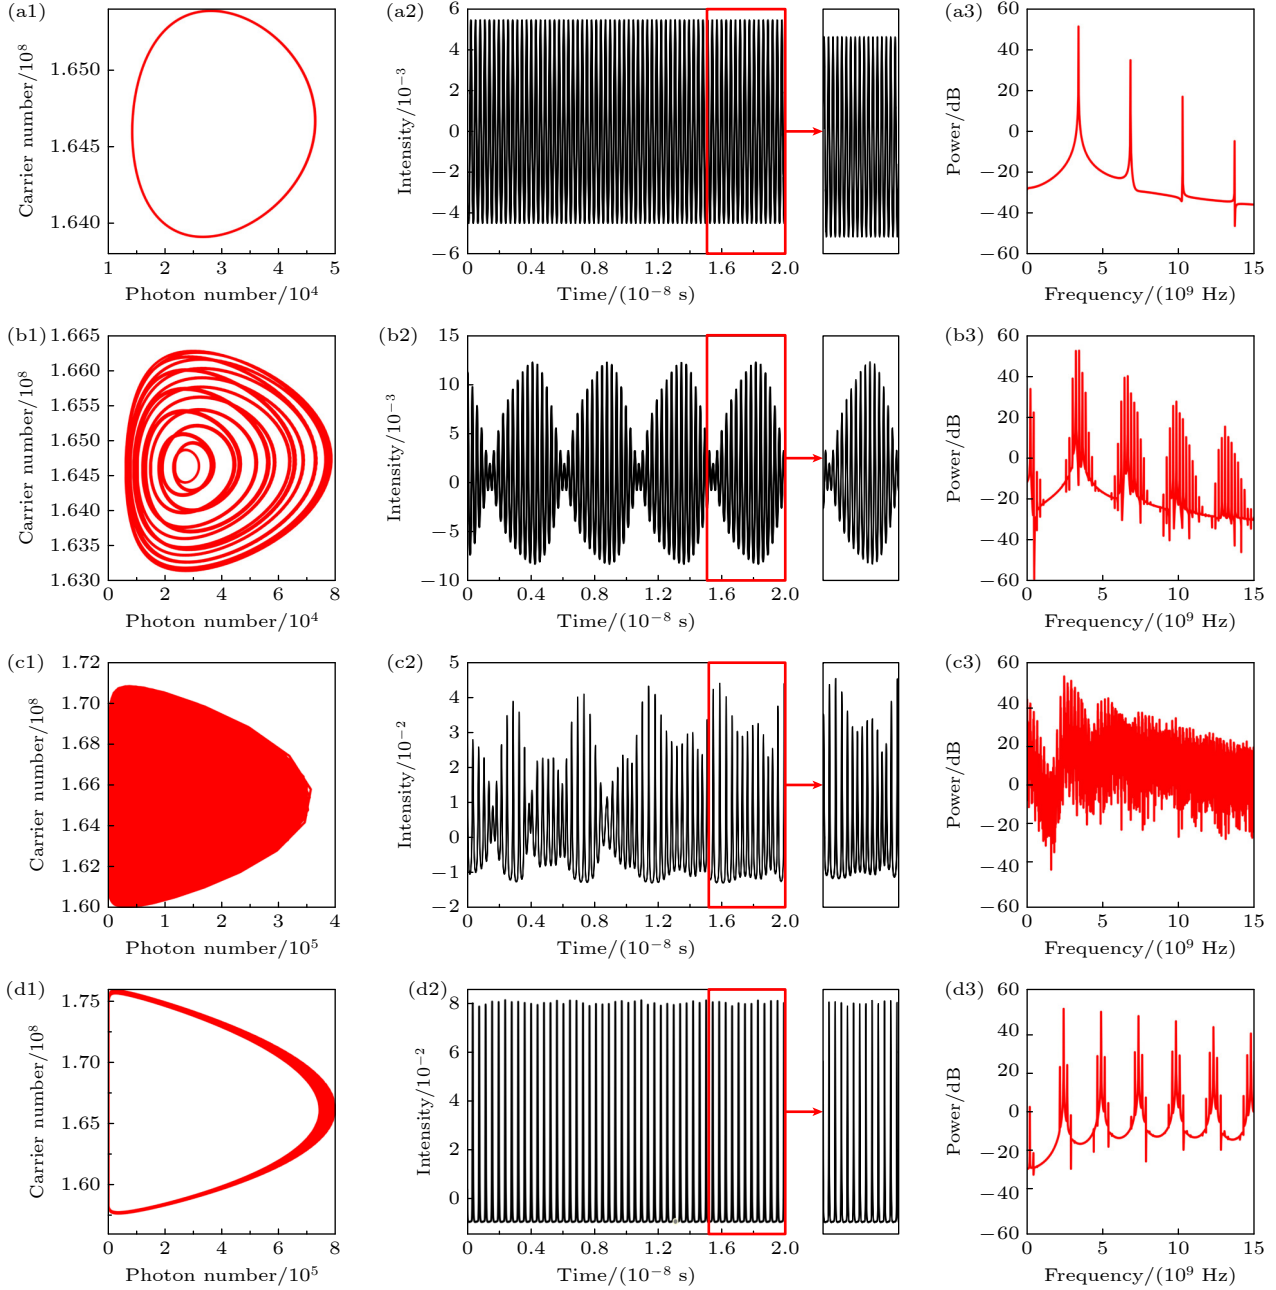 (a1)
Carrier number/10⁸
1.650
1.645
1.640
1 2 3 4 5
Photon number/10⁴
(a2)
Intensity/10⁻³
6
4
2
0
−2
−4
−6
0 0.4 0.8 1.2 1.6 2.0
Time/(10⁻⁸ s)
(a3)
Power/dB
60
40
20
0
−20
−40
−60
0 5 10 15
Frequency/(10⁹ Hz)
(b1)
Carrier number/10⁸
1.665
1.660
1.655
1.650
1.645
1.640
1.635
1.630
0 2 4 6 8
Photon number/10⁴
(b2)
Intensity/10⁻³
15
10
5
0
−5
−10
0 0.4 0.8 1.2 1.6 2.0
Time/(10⁻⁸ s)
(b3)
Power/dB
60
40
20
0
−20
−40
−60
0 5 10 15
Frequency/(10⁹ Hz)
(c1)
Carrier number/10⁸
1.72
1.70
1.68
1.66
1.64
1.62
1.60
0 1 2 3 4
Photon number/10⁵
(c2)
Intensity/10⁻²
5
4
3
2
1
0
−1
−2
0 0.4 0.8 1.2 1.6 2.0
Time/(10⁻⁸ s)
(c3)
Power/dB
60
40
20
0
−20
−40
−60
0 5 10 15
Frequency/(10⁹ Hz)
(d1)
Carrier number/10⁸
1.75
1.70
1.65
1.60
0 2 4 6 8
Photon number/10⁵
(d2)
Intensity/10⁻²
8
6
4
2
0
0 0.4 0.8 1.2 1.6 2.0
Time/(10⁻⁸ s)
(d3)
Power/dB
60
40
20
0
−20
−40
−60
0 5 10 15
Frequency/(10⁹ Hz)